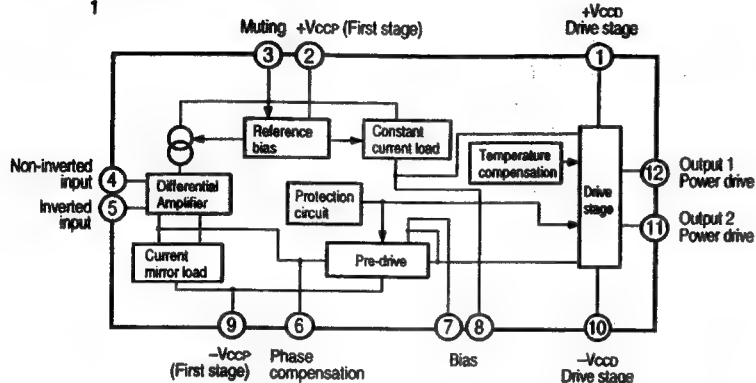 1
Muting +VCCP (First stage)
+VCCD
Drive stage
3 2 1
Reference
bias
Constant
current load
Temperature
compensation
Non-inverted
input
4
Inverted
input
5
Differential
Amplifier
Protection
circuit
Drive
stage
12
Output 1
Power drive
11
Output 2
Power drive
Current
mirror load
Pre-drive
9 6 7 8 10
–VCCP
(First stage)
Phase
compensation
Bias
–VCCD
Drive stage